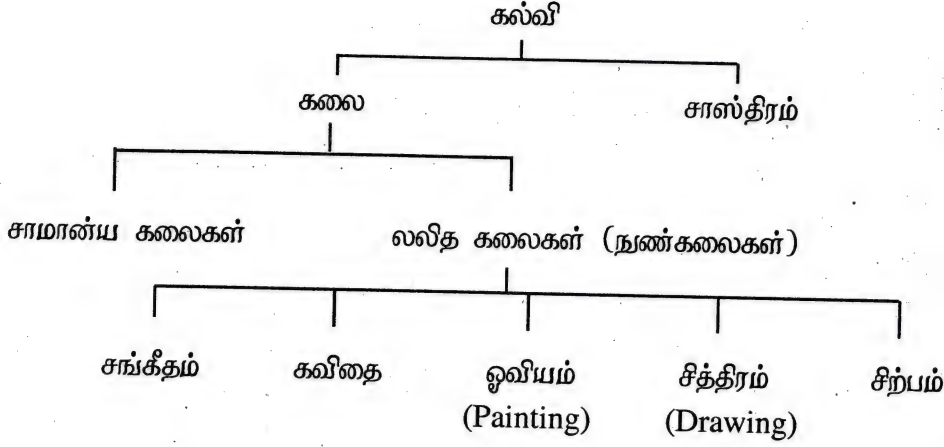 கல்வி
கலை சாஸ்திரம்
சாமான்ய கலைகள் லலித கலைகள் (நுண்கலைகள்)
சங்கீதம் கவிதை ஓவியம் சித்திரம் சிற்பம்
(Painting) (Drawing)